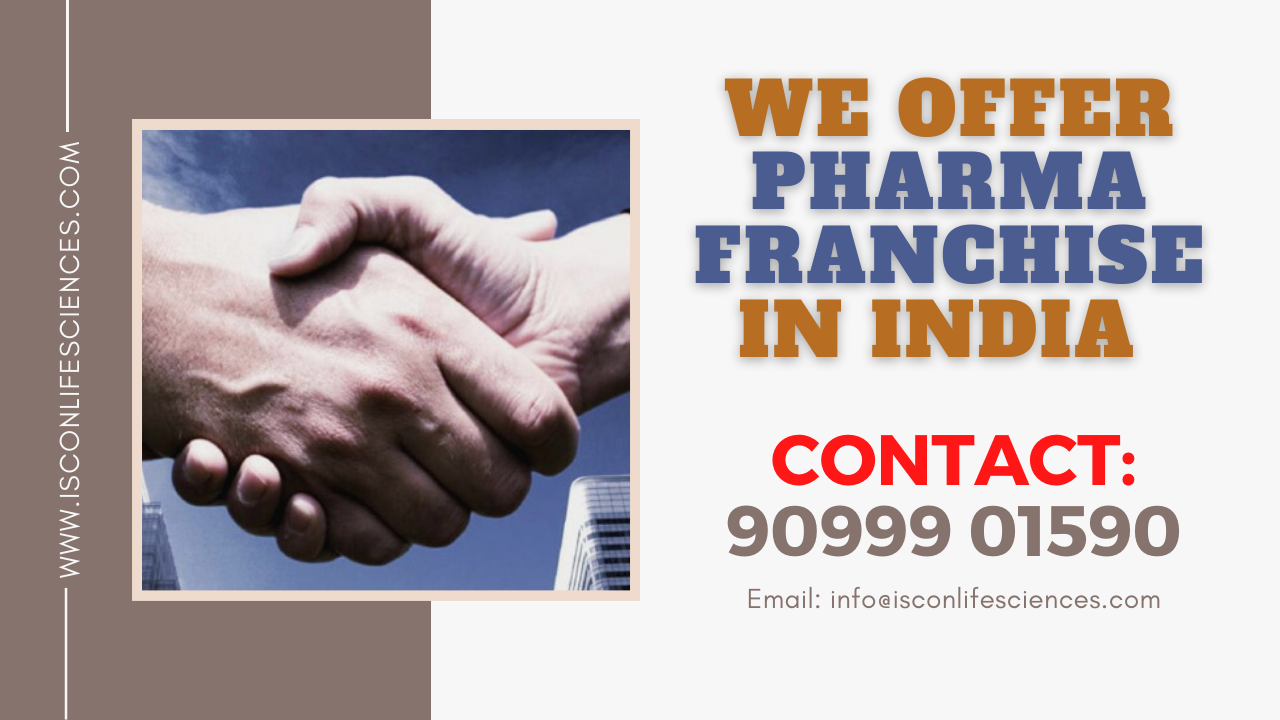 WWW.ISCONLIFESCIENCES.COM
WE OFFER
PHARMA
FRANCHISE
IN INDIA
CONTACT:
90999 01590
Email: info@isconlifesciences.com